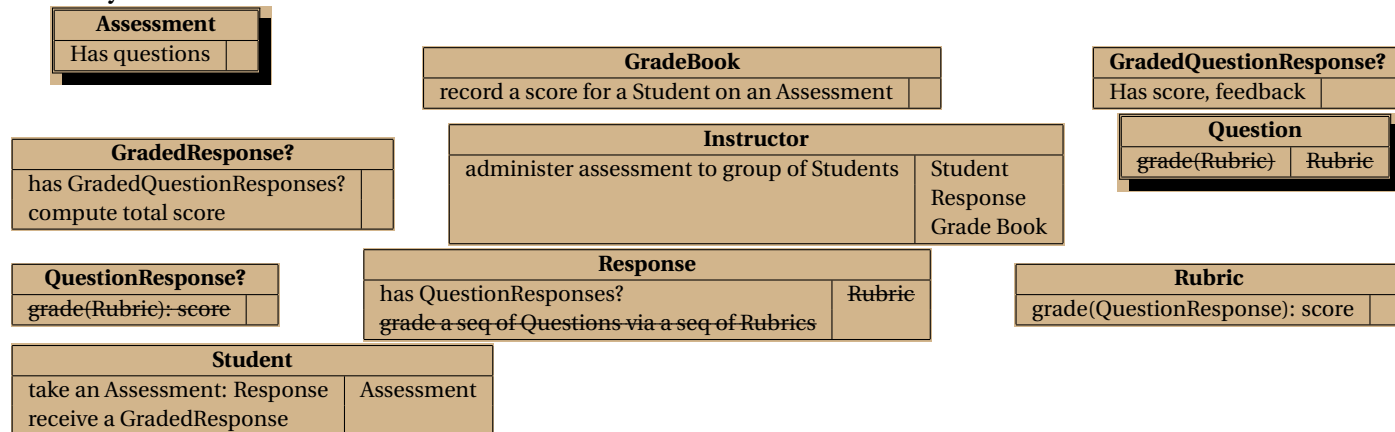 Assessment
Has questions
GradeBook
record a score for a Student on an Assessment
GradedQuestionResponse?
Has score, feedback
Question
grade(Rubric) Rubric
GradedResponse?
has GradedQuestionResponses?
compute total score
Instructor
administer assessment to group of Students Student
Response
Grade Book
QuestionResponse?
grade(Rubric): score
Response
has QuestionResponses? Rubric
grade a seq of Questions via a seq of Rubrics
Rubric
grade(QuestionResponse): score
Student
take an Assessment: Response Assessment
receive a GradedResponse